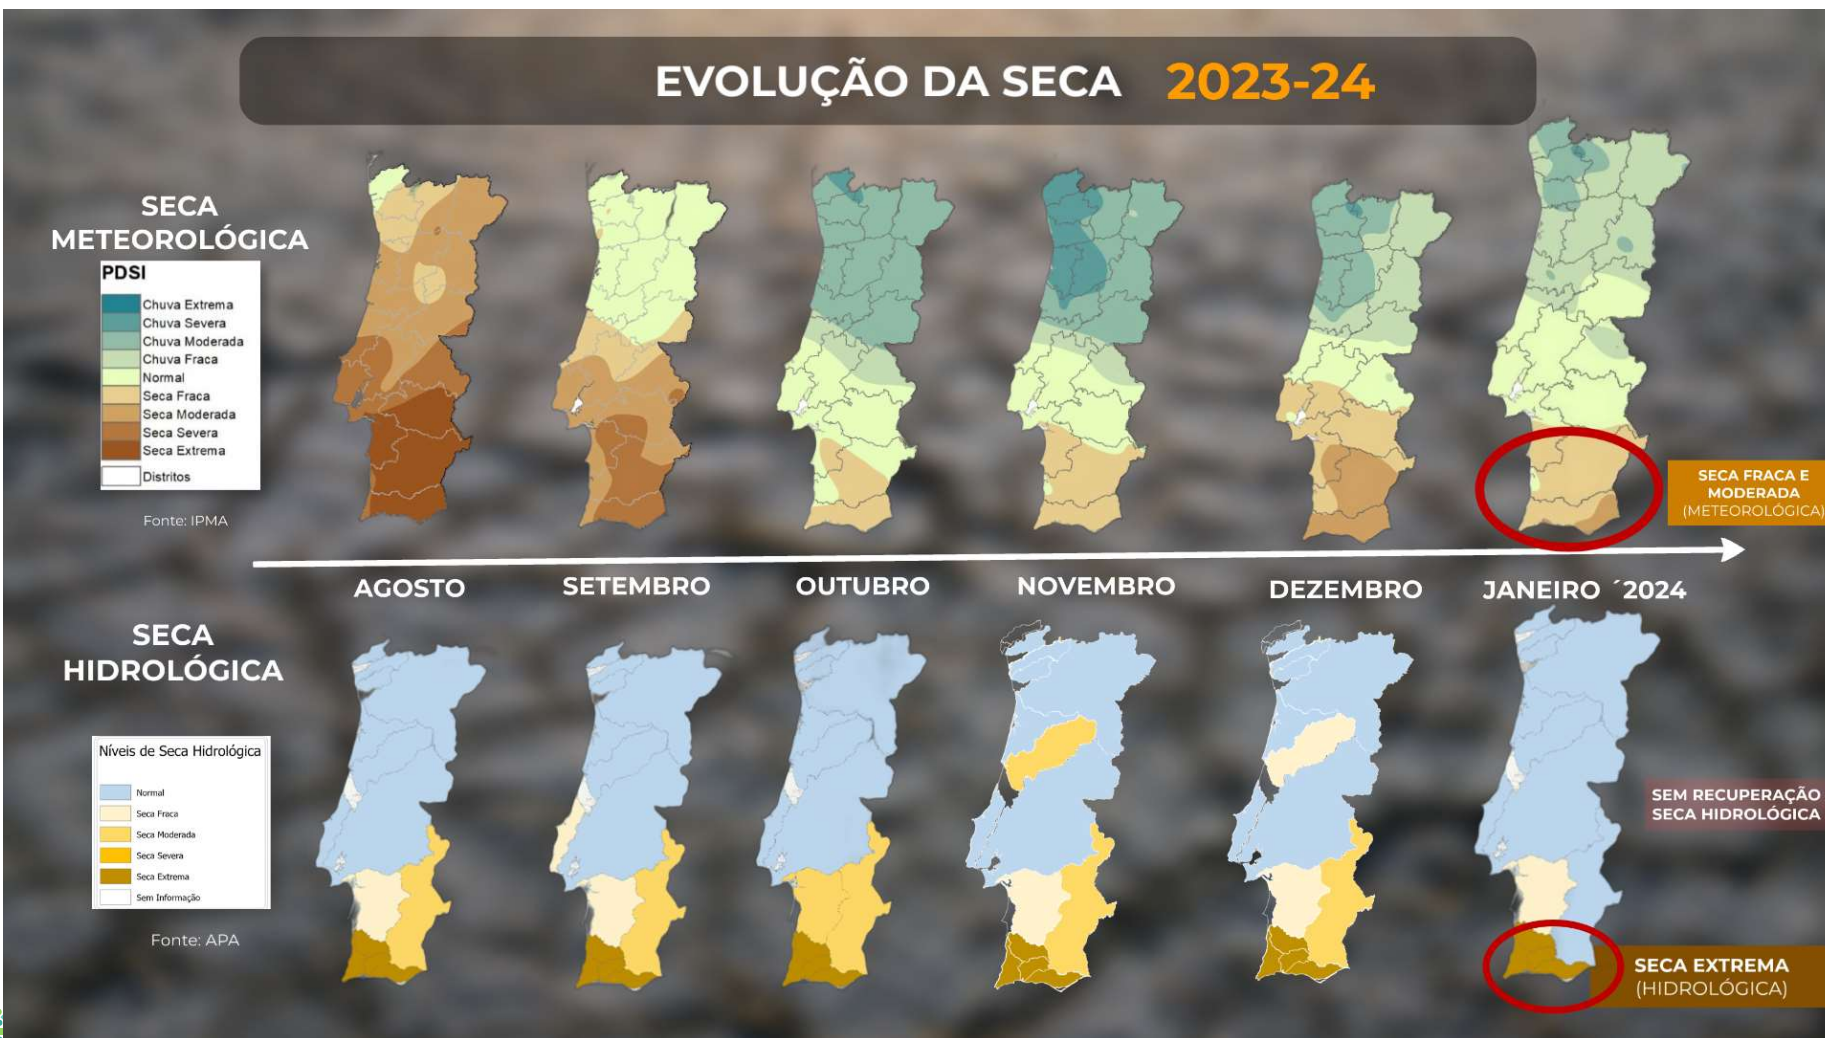 EVOLUÇÃO DA SECA 2023-24
SECA
METEOROLÓGICA
PDSI
Chuva Extrema
Chuva Severa
Chuva Moderada
Chuva Fraca
Normal
Seca Fraca
Seca Moderada
Seca Severa
Seca Extrema
Distritos
Fonte: IPMA
SECA FRACA E
MODERADA
(METEOROLÓGICA)
AGOSTO
SETEMBRO
OUTUBRO
NOVEMBRO
DEZEMBRO
JANEIRO ´2024
SECA
HIDROLÓGICA
Níveis de Seca Hidrológica
Normal
Seca Fraca
Seca Moderada
Seca Severa
Seca Extrema
Sem Informação
Fonte: APA
SEM RECUPERAÇÃO
SECA HIDROLÓGICA
SECA EXTREMA
(HIDROLÓGICA)